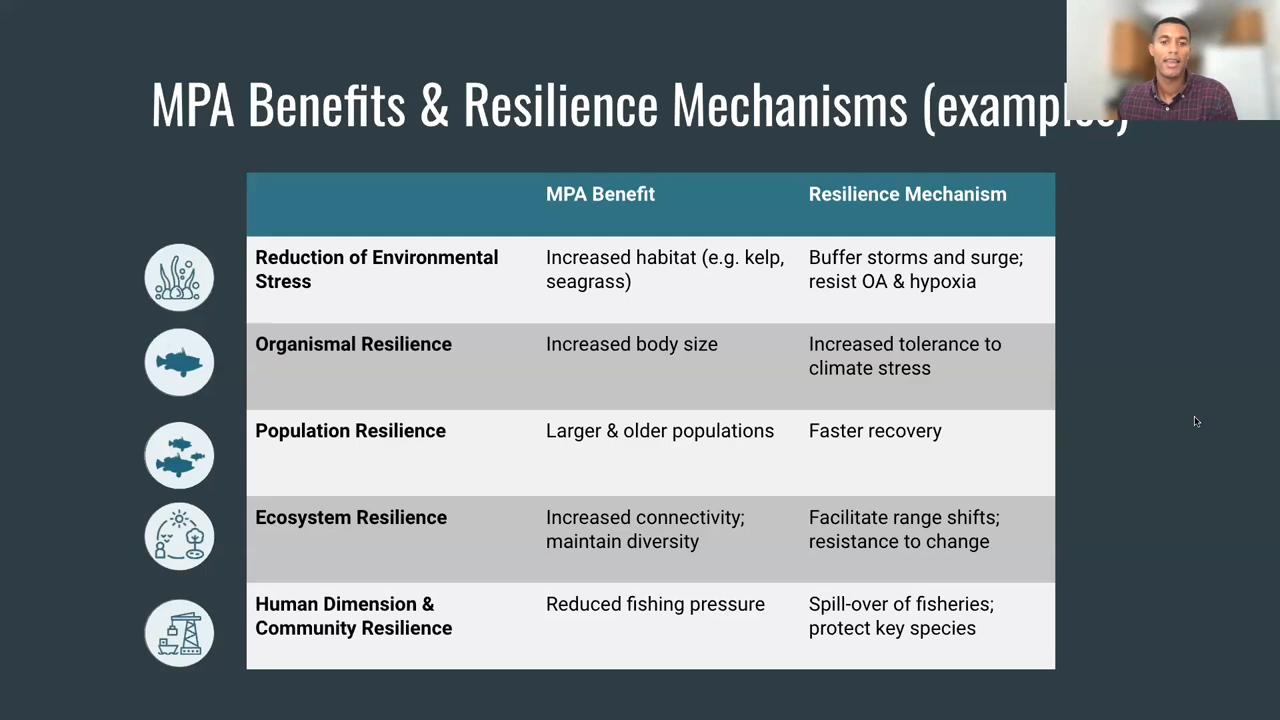 MPA Benefits & Resilience Mechanisms
MPA Benefit
Resilience Mechanism
Reduction of Environmental
Stress
Increased habitat (e.g. kelp,
seagrass)
Buffer storms and surge;
resist OA & hypoxia
Organismal Resilience
Increased body size
Increased tolerance to
climate stress
Population Resilience
Larger & older populations
Faster recovery
Ecosystem Resilience
Increased connectivity;
maintain diversity
Facilitate range shifts;
resistance to change
Human Dimension &
Community Resilience
Reduced fishing pressure
Spill-over of fisheries;
protect key species